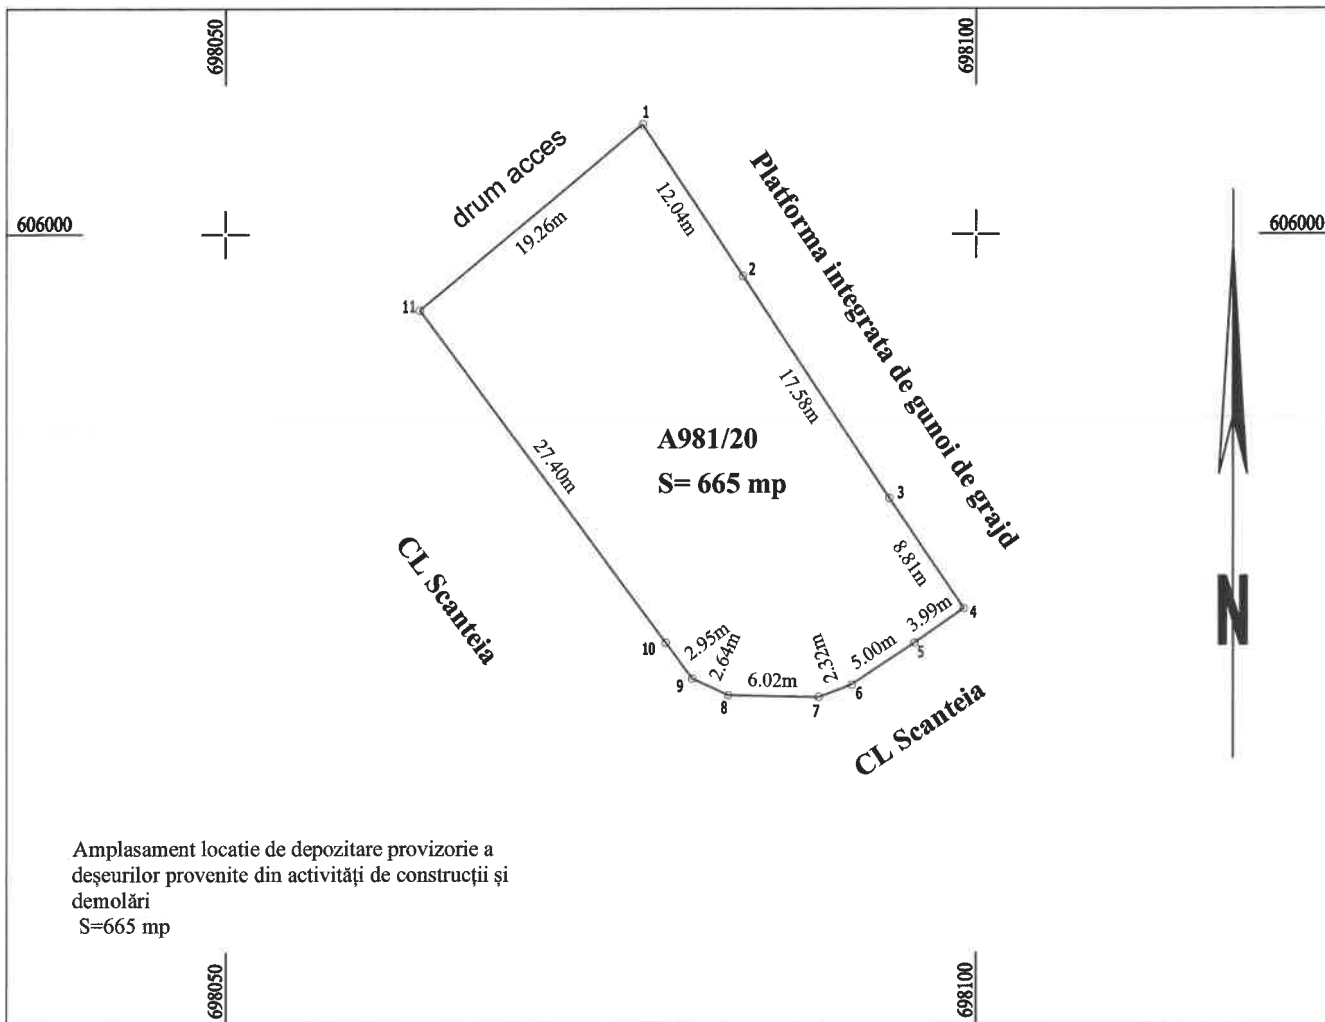 698050
698100
1
drum acces
19.26m
12.04m
Platforma integrata de gunoi de grajd
606000
606000
2
11
17.58m
A981/20
S= 665 mp
27.40m
3
8.81m
CL Scanteia
4
3.99m
5
5.00m
2.32m
6
10
2.95m
2.64m
6.02m
9
8
7
CL Scanteia
N
Amplasament locatie de depozitare provizorie a
deșeurilor provenite din activități de construcții și
demolări
S=665 mp
698050
698100